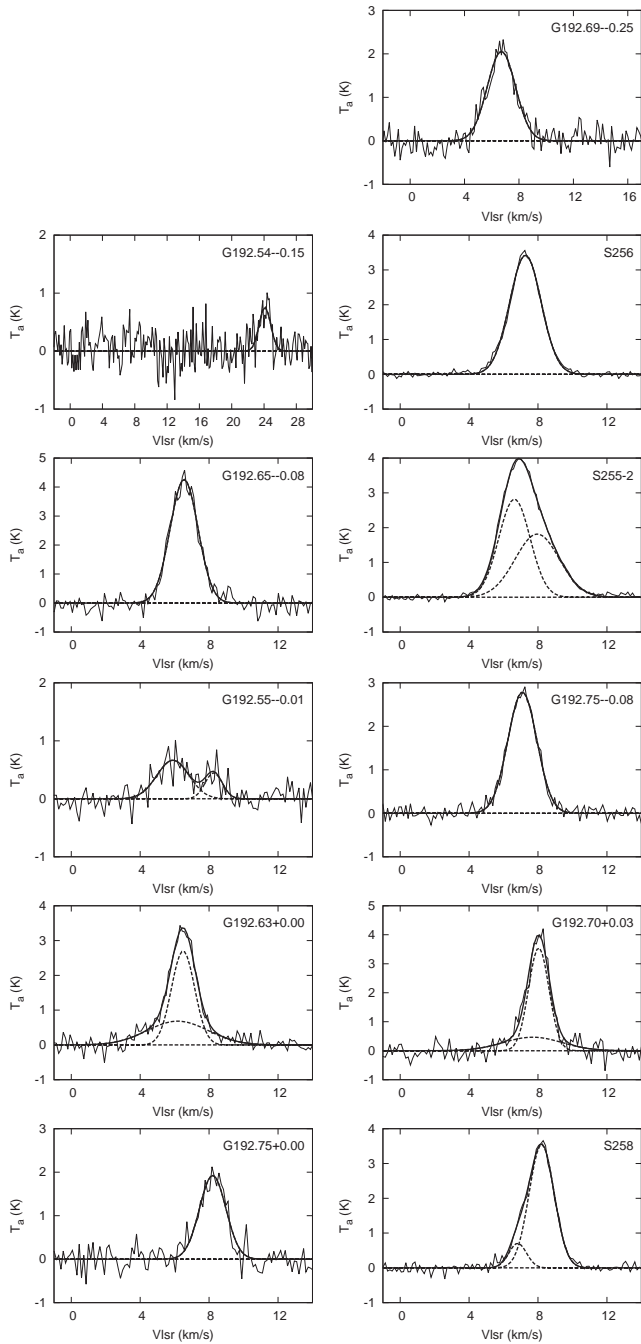 3
G192.69--0.25
2
1
0
-1
T_a (K)
0 4 8 12 16
Vlsr (km/s)
2
G192.54--0.15
1
0
-1
T_a (K)
0 4 8 12 16 20 24 28
Vlsr (km/s)
4
S256
3
2
1
0
-1
T_a (K)
0 4 8 12
Vlsr (km/s)
5
G192.65--0.08
4
3
2
1
0
-1
T_a (K)
0 4 8 12
Vlsr (km/s)
4
S255-2
3
2
1
0
-1
T_a (K)
0 4 8 12
Vlsr (km/s)
2
G192.55--0.01
1
0
-1
T_a (K)
0 4 8 12
Vlsr (km/s)
3
G192.75--0.08
2
1
0
-1
T_a (K)
0 4 8 12
Vlsr (km/s)
4
G192.63+0.00
3
2
1
0
-1
T_a (K)
0 4 8 12
Vlsr (km/s)
5
G192.70+0.03
4
3
2
1
0
-1
T_a (K)
0 4 8 12
Vlsr (km/s)
3
G192.75+0.00
2
1
0
-1
T_a (K)
0 4 8 12
Vlsr (km/s)
4
S258
3
2
1
0
-1
T_a (K)
0 4 8 12
Vlsr (km/s)